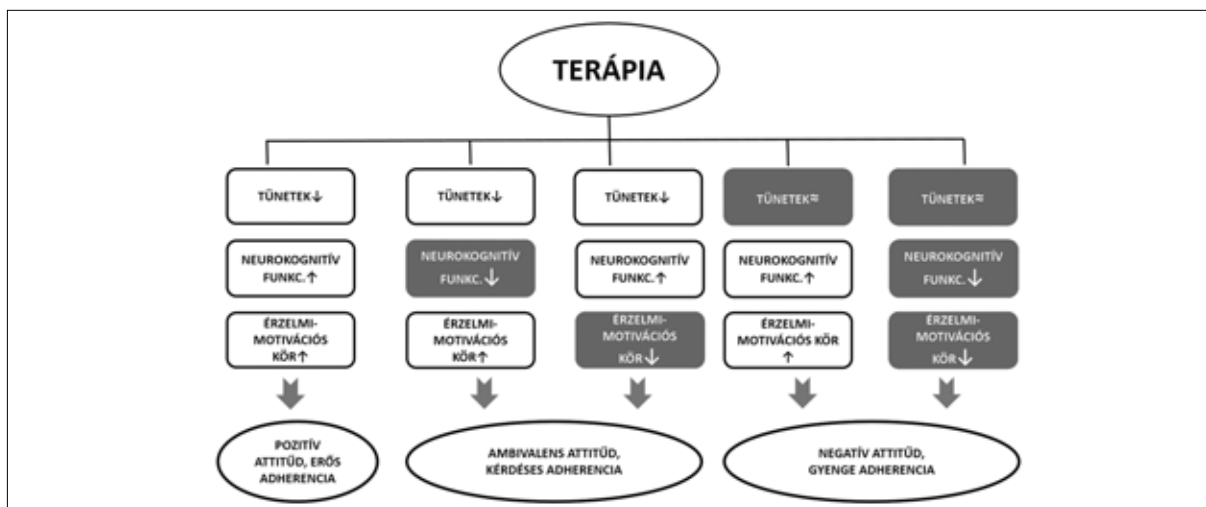 TERÁPIA
TÜNETEK↓
NEUROKOGNITÍV
FUNKC.↑
ÉRZELMI-
MOTIVÁCIÓS
KÖR↑
TÜNETEK↓
NEUROKOGNITÍV
FUNKC.↓
ÉRZELMI-
MOTIVÁCIÓS
KÖR↑
TÜNETEK↓
NEUROKOGNITÍV
FUNKC.↑
ÉRZELMI-
MOTIVÁCIÓS
KÖR↓
TÜNETEK≈
NEUROKOGNITÍV
FUNKC.↑
ÉRZELMI-
MOTIVÁCIÓS KÖR
↑
TÜNETEK≈
NEUROKOGNITÍV
FUNKC.↓
ÉRZELMI-
MOTIVÁCIÓS
KÖR↓
POZITÍV
ATTITŰD, ERŐS
ADHERENCIA
AMBIVALENS ATTITŰD,
KÉRDÉSES ADHERENCIA
NEGATÍV ATTITŰD,
GYENGE ADHERENCIA